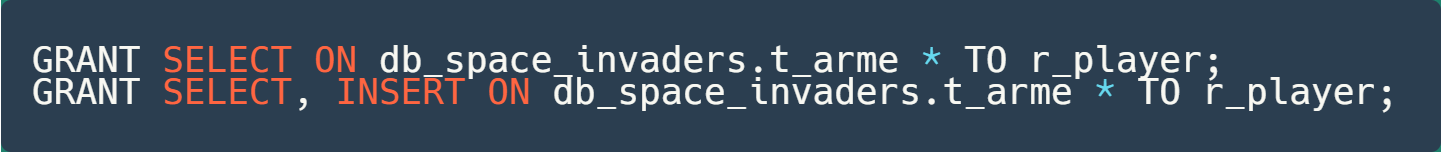 GRANT SELECT ON db_space_invaders.t_arme * TO r_player;
GRANT SELECT, INSERT ON db_space_invaders.t_arme * TO r_player;